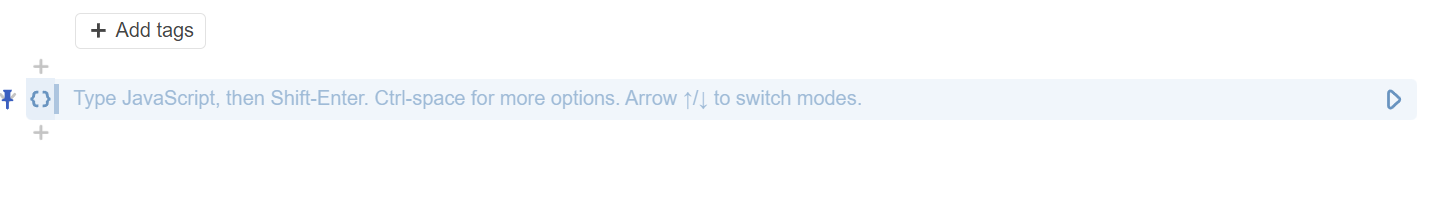 + Add tags
+
{} Type JavaScript, then Shift-Enter. Ctrl-space for more options. Arrow ↑/↓ to switch modes.
+